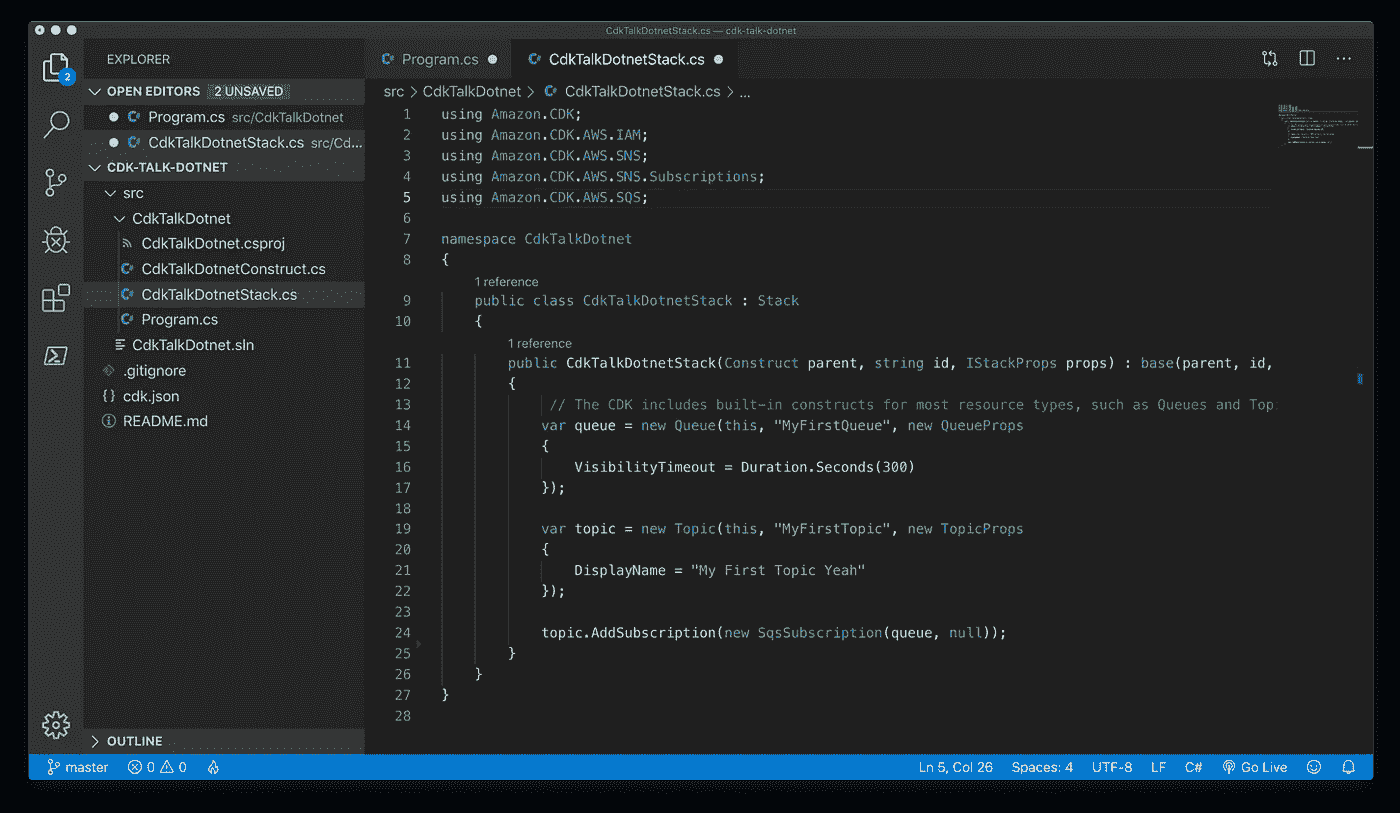 CdkTalkDotnetStack.cs — cdk-talk-dotnet
EXPLORER
Program.cs
CdkTalkDotnetStack.cs
2
OPEN EDITORS 2 UNSAVED
src > CdkTalkDotnet > CdkTalkDotnetStack.cs > ...
Program.cs src/CdkTalkDotnet
CdkTalkDotnetStack.cs src/Cd...
CDK-TALK-DOTNET
src
CdkTalkDotnet
CdkTalkDotnet.csproj
CdkTalkDotnetConstruct.cs
CdkTalkDotnetStack.cs
Program.cs
CdkTalkDotnet.sln
.gitignore
{} cdk.json
README.md
OUTLINE
1 using Amazon.CDK;
2 using Amazon.CDK.AWS.IAM;
3 using Amazon.CDK.AWS.SNS;
4 using Amazon.CDK.AWS.SNS.Subscriptions;
5 using Amazon.CDK.AWS.SQS;
6
7 namespace CdkTalkDotnet
8 {
1 reference
9 public class CdkTalkDotnetStack : Stack
10 {
1 reference
11 public CdkTalkDotnetStack(Construct parent, string id, IStackProps props) : base(parent, id,
12 {
13 // The CDK includes built-in constructs for most resource types, such as Queues and Top
14 var queue = new Queue(this, "MyFirstQueue", new QueueProps
15 {
16 VisibilityTimeout = Duration.Seconds(300)
17 });
18
19 var topic = new Topic(this, "MyFirstTopic", new TopicProps
20 {
21 DisplayName = "My First Topic Yeah"
22 });
23
24 topic.AddSubscription(new SqsSubscription(queue, null));
25 }
26 }
27 }
28
master 0 0 Ln 5, Col 26 Spaces: 4 UTF-8 LF C# Go Live